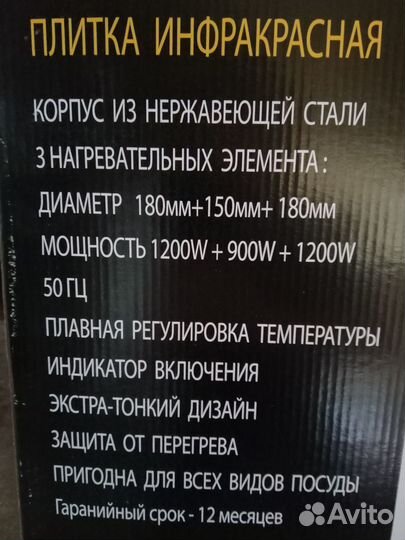 ПЛИТКА ИНФРАКРАСНАЯ
КОРПУС ИЗ НЕРЖАВЕЮЩЕЙ СТАЛИ
3 НАГРЕВАТЕЛЬНЫХ ЭЛЕМЕНТА :
ДИАМЕТР 180мм+150мм+ 180мм
МОЩНОСТЬ 1200W + 900W + 1200W
50 ГЦ
ПЛАВНАЯ РЕГУЛИРОВКА ТЕМПЕРАТУРЫ
ИНДИКАТОР ВКЛЮЧЕНИЯ
ЭКСТРА-ТОНКИЙ ДИЗАЙН
ЗАЩИТА ОТ ПЕРЕГРЕВА
ПРИГОДНА ДЛЯ ВСЕХ ВИДОВ ПОСУДЫ
Гаранийный срок - 12 месяцев
Avito